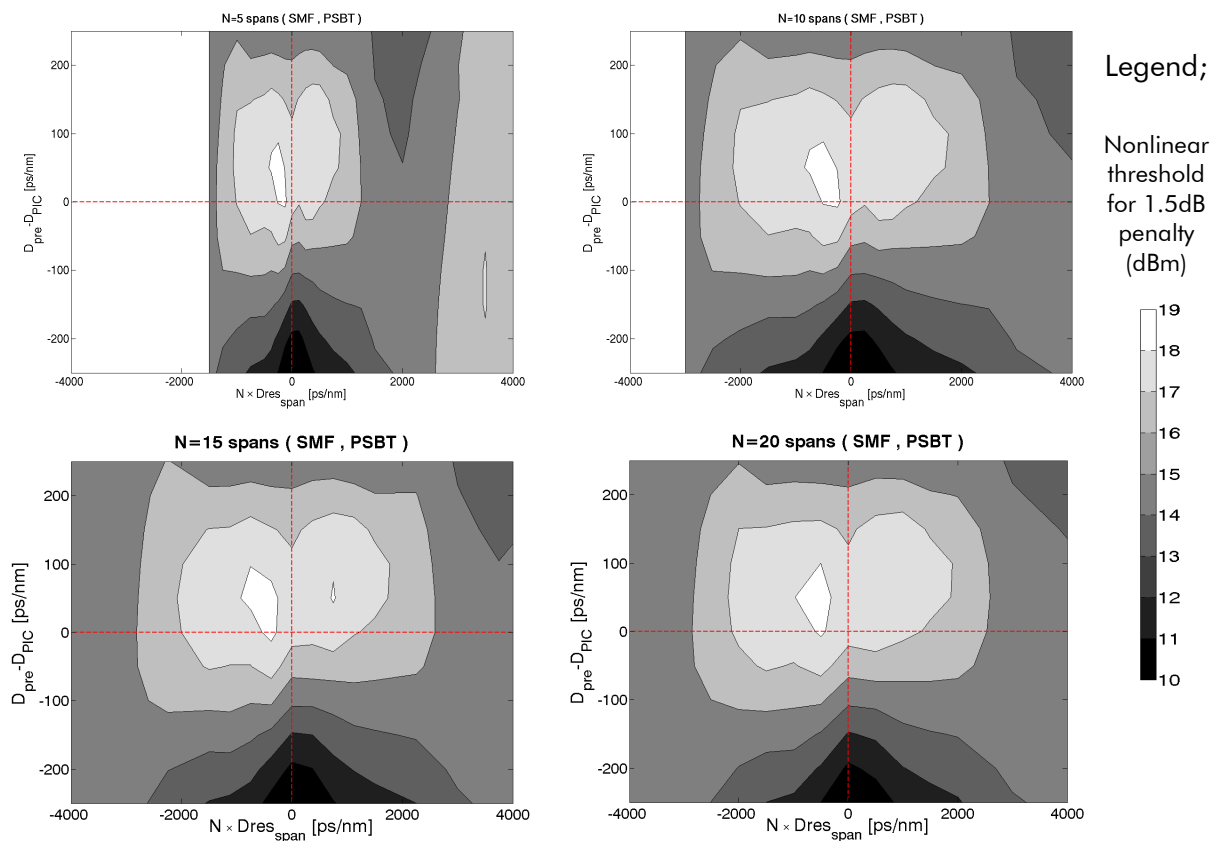 N=5 spans ( SMF , PSBT )
200
100
0
-100
-200
D_pre-D_PIC [ps/nm]
-4000 -2000 0 2000 4000
N × Dres_span [ps/nm]
N=10 spans ( SMF , PSBT )
200
100
0
-100
-200
D_pre-D_PIC [ps/nm]
-4000 -2000 0 2000 4000
N × Dres_span [ps/nm]
Legend;
Nonlinear
threshold
for 1.5dB
penalty
(dBm)
19
18
17
16
15
14
13
12
11
10
N=15 spans ( SMF , PSBT )
200
100
0
-100
-200
D_pre-D_PIC [ps/nm]
-4000 -2000 0 2000 4000
N × Dres_span [ps/nm]
N=20 spans ( SMF , PSBT )
200
100
0
-100
-200
D_pre-D_PIC [ps/nm]
-4000 -2000 0 2000 4000
N × Dres_span [ps/nm]